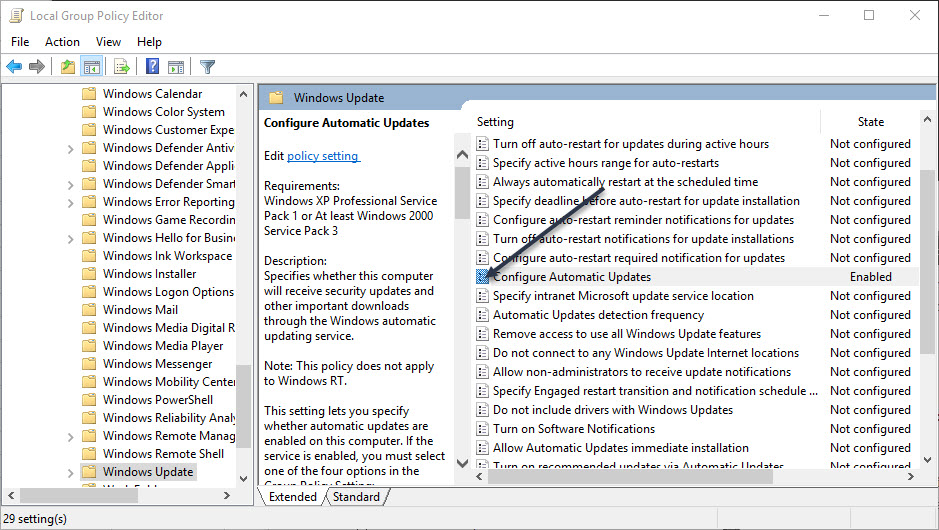 Local Group Policy Editor
File Action View Help
Windows Calendar
Windows Color System
Windows Customer Expe
Windows Defender Antiv
Windows Defender Applic
Windows Defender Smart
Windows Error Reporting
Windows Game Recordin
Windows Hello for Busine
Windows Ink Workspace
Windows Installer
Windows Logon Options
Windows Mail
Windows Media Digital R
Windows Media Player
Windows Messenger
Windows Mobility Center
Windows PowerShell
Windows Reliability Analy
Windows Remote Manag
Windows Remote Shell
Windows Update
Windows Update
Configure Automatic Updates
Edit policy setting
Requirements:
Windows XP Professional Service
Pack 1 or At least Windows 2000
Service Pack 3
Description:
Specifies whether this computer
will receive security updates and
other important downloads
through the Windows automatic
updating service.
Note: This policy does not apply
to Windows RT.
This setting lets you specify
whether automatic updates are
enabled on this computer. If the
service is enabled, you must select
one of the four options in the
Group Policy Setting:
Setting State
Turn off auto-restart for updates during active hours Not configured
Specify active hours range for auto-restarts Not configured
Always automatically restart at the scheduled time Not configured
Specify deadline before auto-restart for update installation Not configured
Configure auto-restart reminder notifications for updates Not configured
Turn off auto-restart notifications for update installations Not configured
Configure auto-restart required notification for updates Not configured
Configure Automatic Updates Enabled
Specify intranet Microsoft update service location Not configured
Automatic Updates detection frequency Not configured
Remove access to use all Windows Update features Not configured
Do not connect to any Windows Update Internet locations Not configured
Allow non-administrators to receive update notifications Not configured
Specify Engaged restart transition and notification schedule ... Not configured
Do not include drivers with Windows Updates Not configured
Turn on Software Notifications Not configured
Allow Automatic Updates immediate installation Not configured
Turn on recommended updates via Automatic Updates Not configured
Extended Standard
29 setting(s)